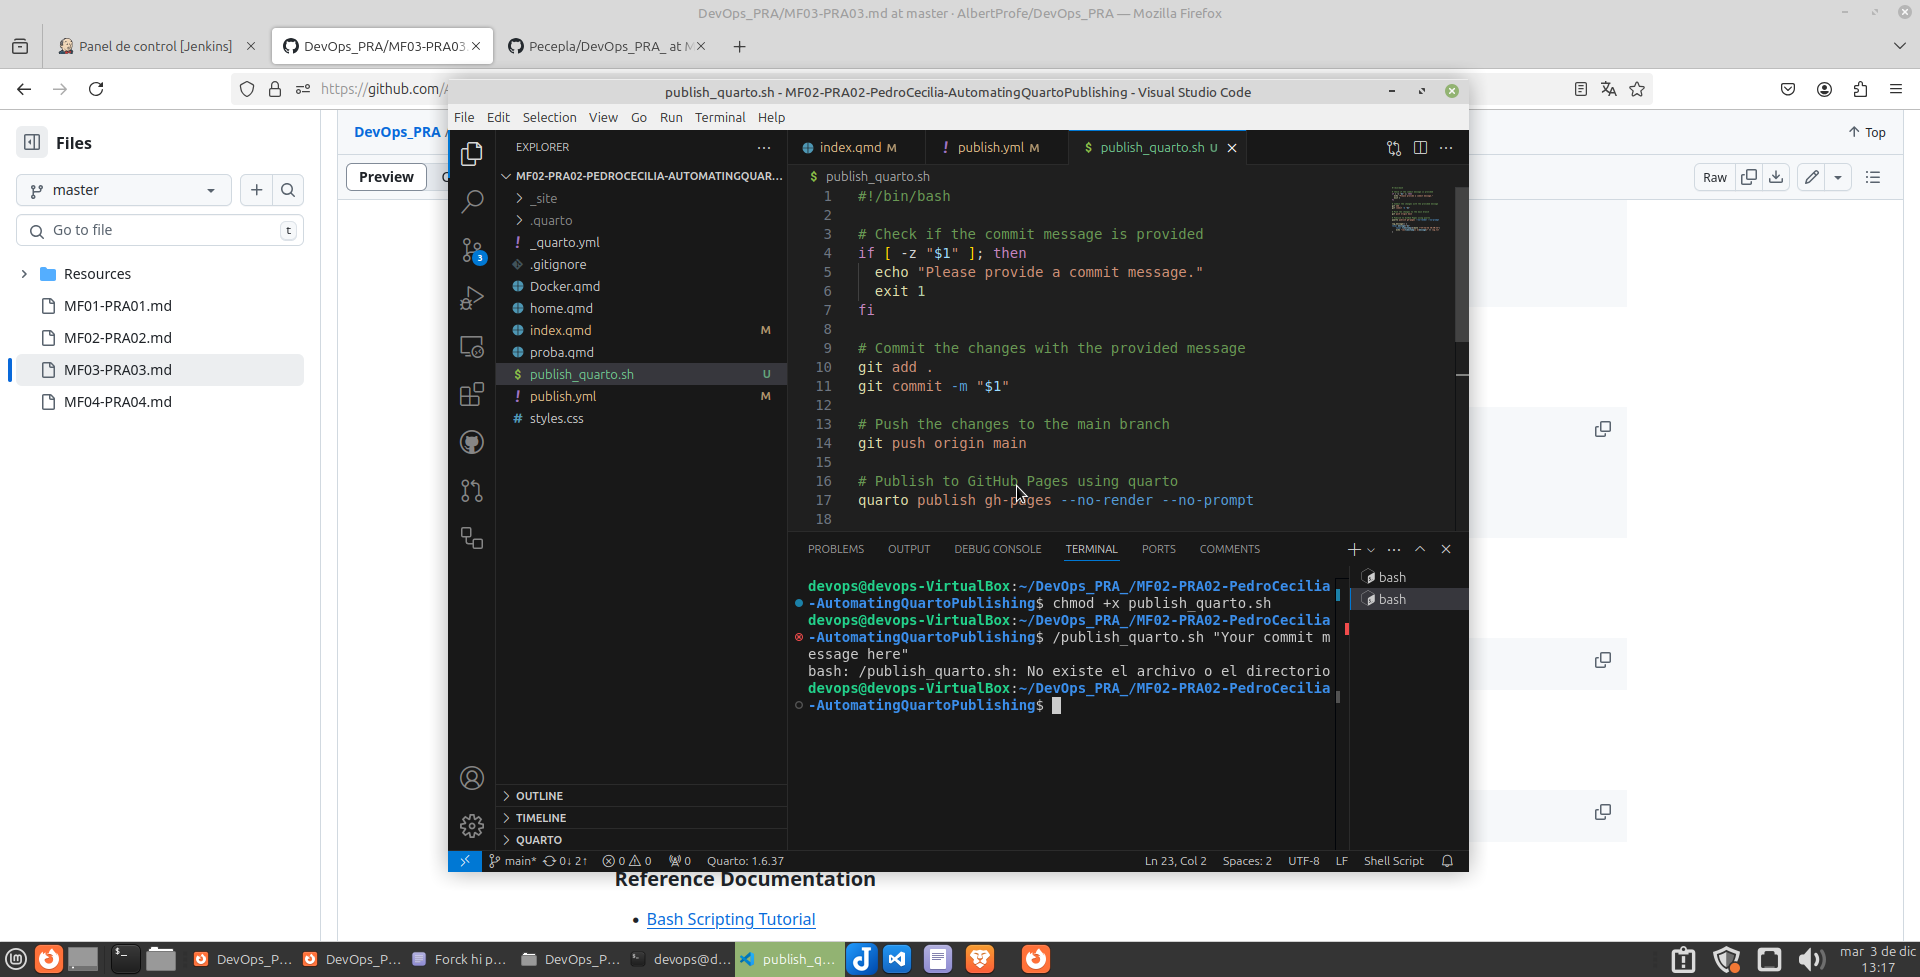 DevOps_PRA/MF03-PRA03.md at master · AlbertProfe/DevOps_PRA — Mozilla Firefox
Panel de control [Jenkins]
DevOps_PRA/MF03-PRA03
Pecepla/DevOps_PRA_ at M
https://github.com/A
Files
master
Go to file
t
Resources
MF01-PRA01.md
MF02-PRA02.md
MF03-PRA03.md
MF04-PRA04.md
DevOps_PRA /
Top
Preview
Raw
publish_quarto.sh - MF02-PRA02-PedroCecilia-AutomatingQuartoPublishing - Visual Studio Code
File Edit Selection View Go Run Terminal Help
EXPLORER
MF02-PRA02-PEDROCECILIA-AUTOMATINGQUAR...
_site
.quarto
_quarto.yml
.gitignore
Docker.qmd
home.qmd
index.qmd M
proba.qmd
publish_quarto.sh U
publish.yml M
styles.css
3
OUTLINE
TIMELINE
QUARTO
index.qmd M
publish.yml M
publish_quarto.sh U
publish_quarto.sh
1 #!/bin/bash
2
3 # Check if the commit message is provided
4 if [ -z "$1" ]; then
5 echo "Please provide a commit message."
6 exit 1
7 fi
8
9 # Commit the changes with the provided message
10 git add .
11 git commit -m "$1"
12
13 # Push the changes to the main branch
14 git push origin main
15
16 # Publish to GitHub Pages using quarto
17 quarto publish gh-pages --no-render --no-prompt
18
PROBLEMS OUTPUT DEBUG CONSOLE TERMINAL PORTS COMMENTS
devops@devops-VirtualBox:~/DevOps_PRA_/MF02-PRA02-PedroCecilia
-AutomatingQuartoPublishing$ chmod +x publish_quarto.sh
devops@devops-VirtualBox:~/DevOps_PRA_/MF02-PRA02-PedroCecilia
-AutomatingQuartoPublishing$ /publish_quarto.sh "Your commit m
essage here"
bash: /publish_quarto.sh: No existe el archivo o el directorio
devops@devops-VirtualBox:~/DevOps_PRA_/MF02-PRA02-PedroCecilia
-AutomatingQuartoPublishing$
bash
bash
main* 0↓ 2↑ 0 0 0 Quarto: 1.6.37
Ln 23, Col 2 Spaces: 2 UTF-8 LF Shell Script
Reference Documentation
Bash Scripting Tutorial
DevOps_P...
DevOps_P...
Forck hi p...
DevOps_P...
devops@d...
publish_q...
mar 3 de dic
13:17